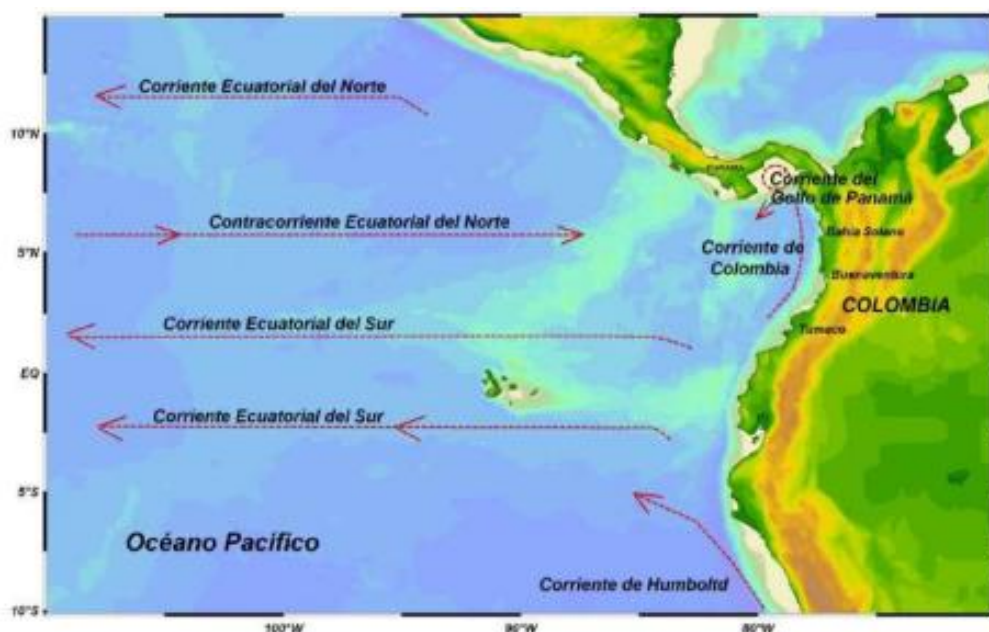 Corriente Ecuatorial del Norte
10°N
PANAMA
Corriente del
Golfo de Panamá
Contracorriente Ecuatorial del Norte
Bahia Solano
5°N
Corriente de
Colombia
Buenaventura
COLOMBIA
Corriente Ecuatorial del Sur
Tumaco
EQ
Corriente Ecuatorial del Sur
5°S
Océano Pacífico
Corriente de Humboltd
10°S
100°W
90°W
80°W